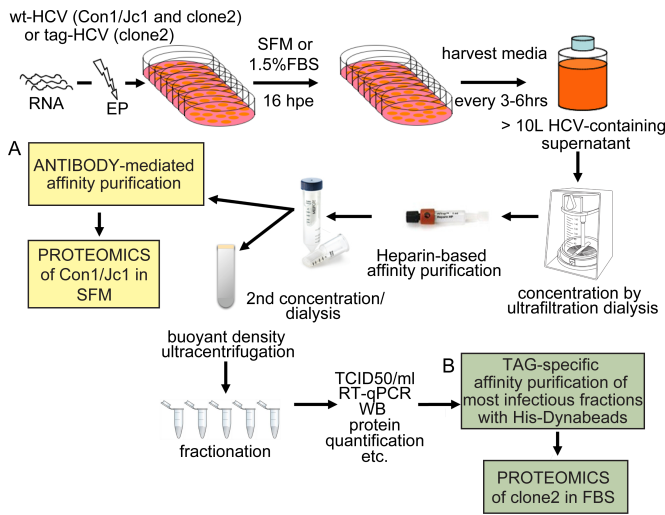 wt-HCV (Con1/Jc1 and clone2)
or tag-HCV (clone2)
RNA
EP
SFM or
1.5%FBS
16 hpe
harvest media
every 3-6hrs
> 10L HCV-containing
supernatant
A
ANTIBODY-mediated
affinity purification
PROTEOMICS
of Con1/Jc1 in
SFM
Heparin-based
affinity purification
concentration by
ultrafiltration dialysis
2nd concentration/
dialysis
buoyant density
ultracentrifugation
fractionation
TCID50/ml
RT-qPCR
WB
protein
quantification
etc.
B
TAG-specific
affinity purification of
most infectious fractions
with His-Dynabeads
PROTEOMICS
of clone2 in FBS